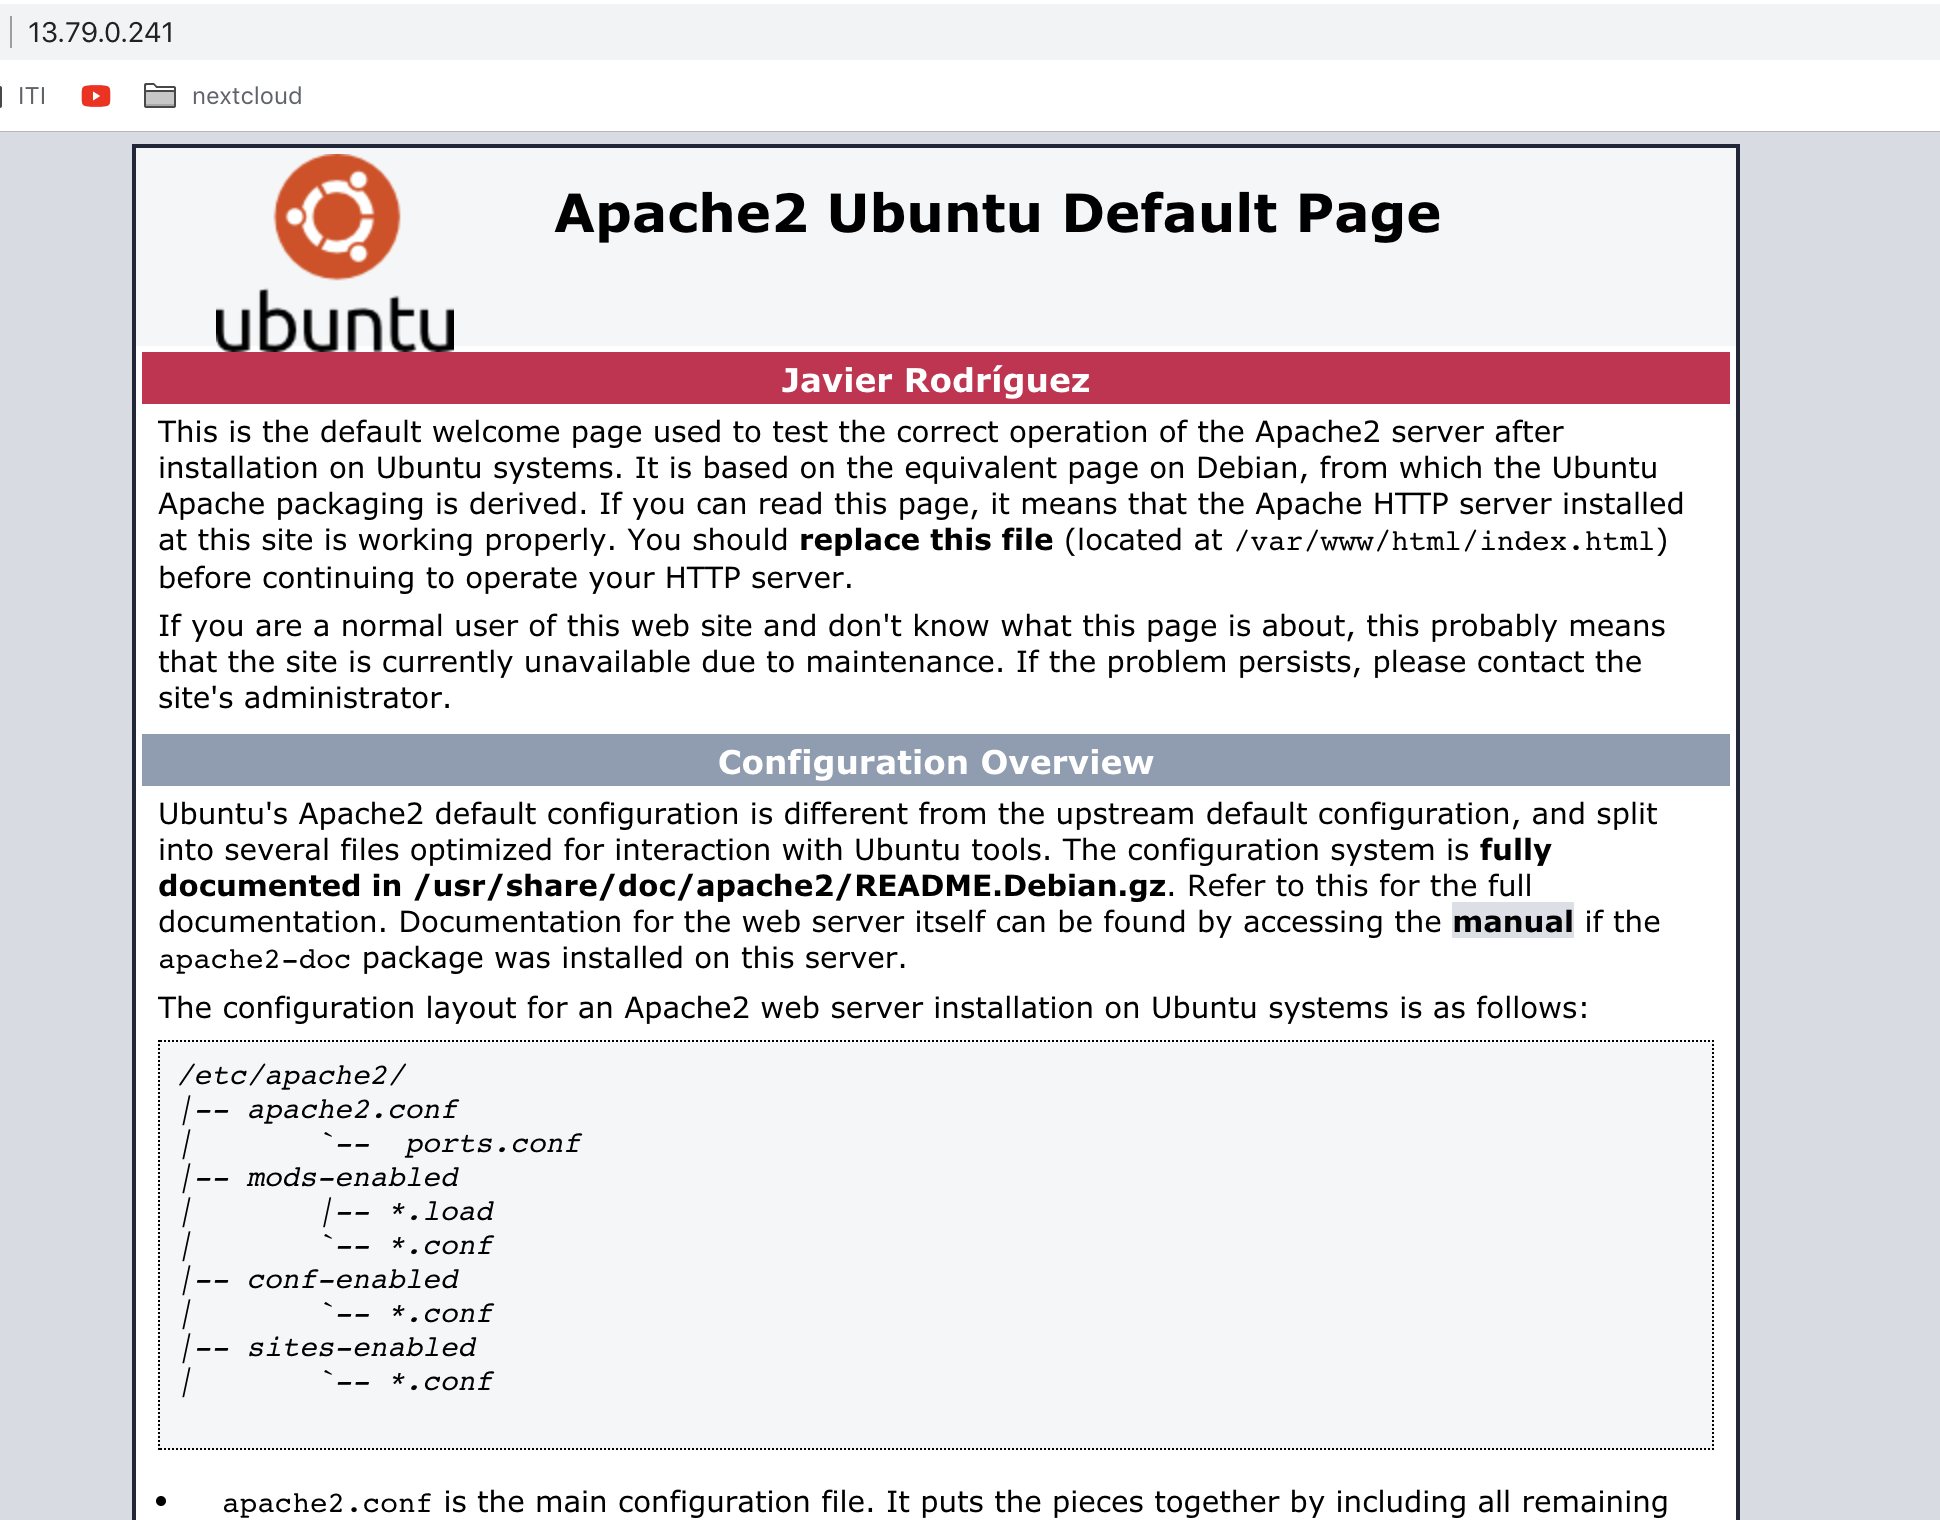 13.79.0.241
ITI
nextcloud
ubuntu
Apache2 Ubuntu Default Page
Javier Rodríguez
This is the default welcome page used to test the correct operation of the Apache2 server after
installation on Ubuntu systems. It is based on the equivalent page on Debian, from which the Ubuntu
Apache packaging is derived. If you can read this page, it means that the Apache HTTP server installed
at this site is working properly. You should replace this file (located at /var/www/html/index.html)
before continuing to operate your HTTP server.
If you are a normal user of this web site and don't know what this page is about, this probably means
that the site is currently unavailable due to maintenance. If the problem persists, please contact the
site's administrator.
Configuration Overview
Ubuntu's Apache2 default configuration is different from the upstream default configuration, and split
into several files optimized for interaction with Ubuntu tools. The configuration system is fully
documented in /usr/share/doc/apache2/README.Debian.gz. Refer to this for the full
documentation. Documentation for the web server itself can be found by accessing the manual if the
apache2-doc package was installed on this server.
The configuration layout for an Apache2 web server installation on Ubuntu systems is as follows:
/etc/apache2/
|-- apache2.conf
|       `--  ports.conf
|-- mods-enabled
|       |-- *.load
|       `-- *.conf
|-- conf-enabled
|       `-- *.conf
|-- sites-enabled
|       `-- *.conf
• apache2.conf is the main configuration file. It puts the pieces together by including all remaining